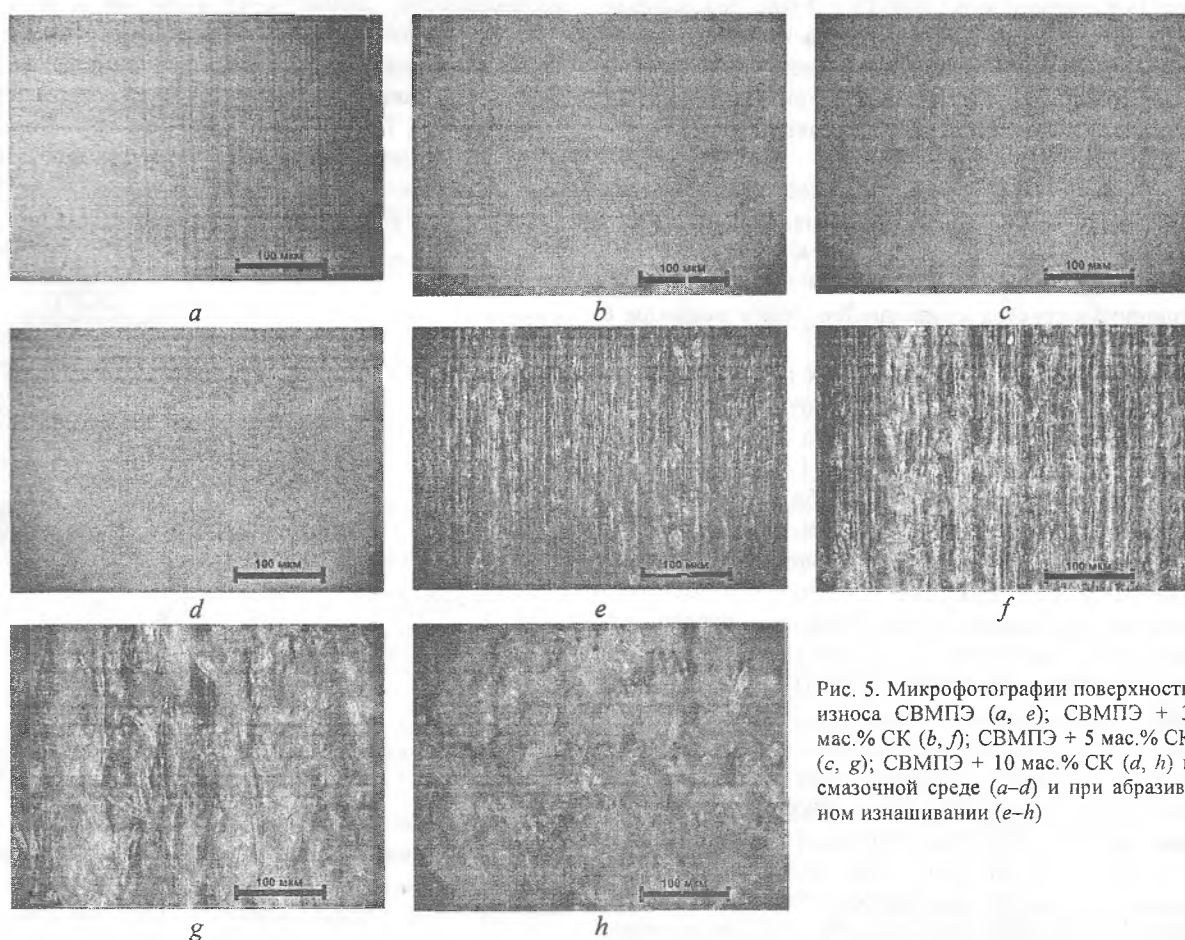 100 мкм
100 мкм
100 мкм
a
b
c
100 мкм
100 мкм
100 мкм
d
e
f
100 мкм
100 мкм
g
h
Рис. 5. Микрофотографии поверхности
износа СВМПЭ (a, e); СВМПЭ + 3
мас.% СК (b, f); СВМПЭ + 5 мас.% СК
(c, g); СВМПЭ + 10 мас.% СК (d, h)
смазочной среде (a–d) и при абразив-
ном изнашивании (e–h)